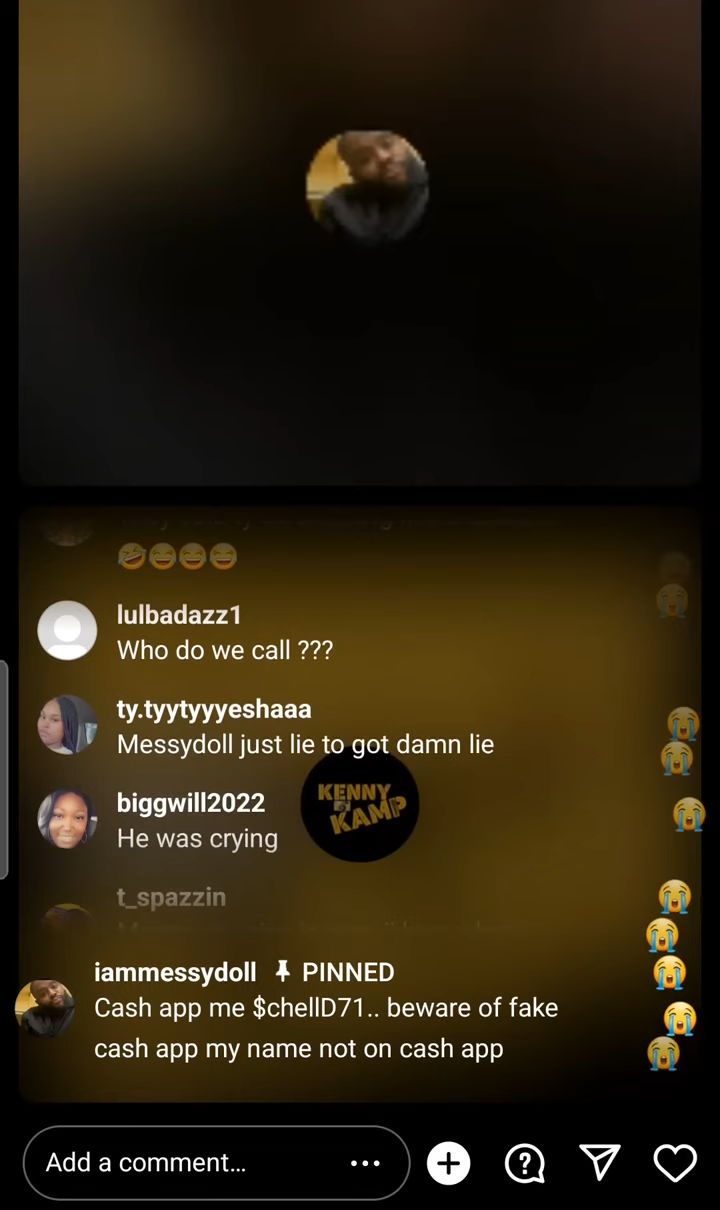 🤣😆😆😆
lulbadazz1
Who do we call ???
ty.tyytyyyeshaaa
Messydoll just lie to got damn lie
biggwill2022
He was crying
KENNY
KAMP
t_spazzin
iammessydoll PINNED
Cash app me $chellD71.. beware of fake
cash app my name not on cash app
Add a comment...